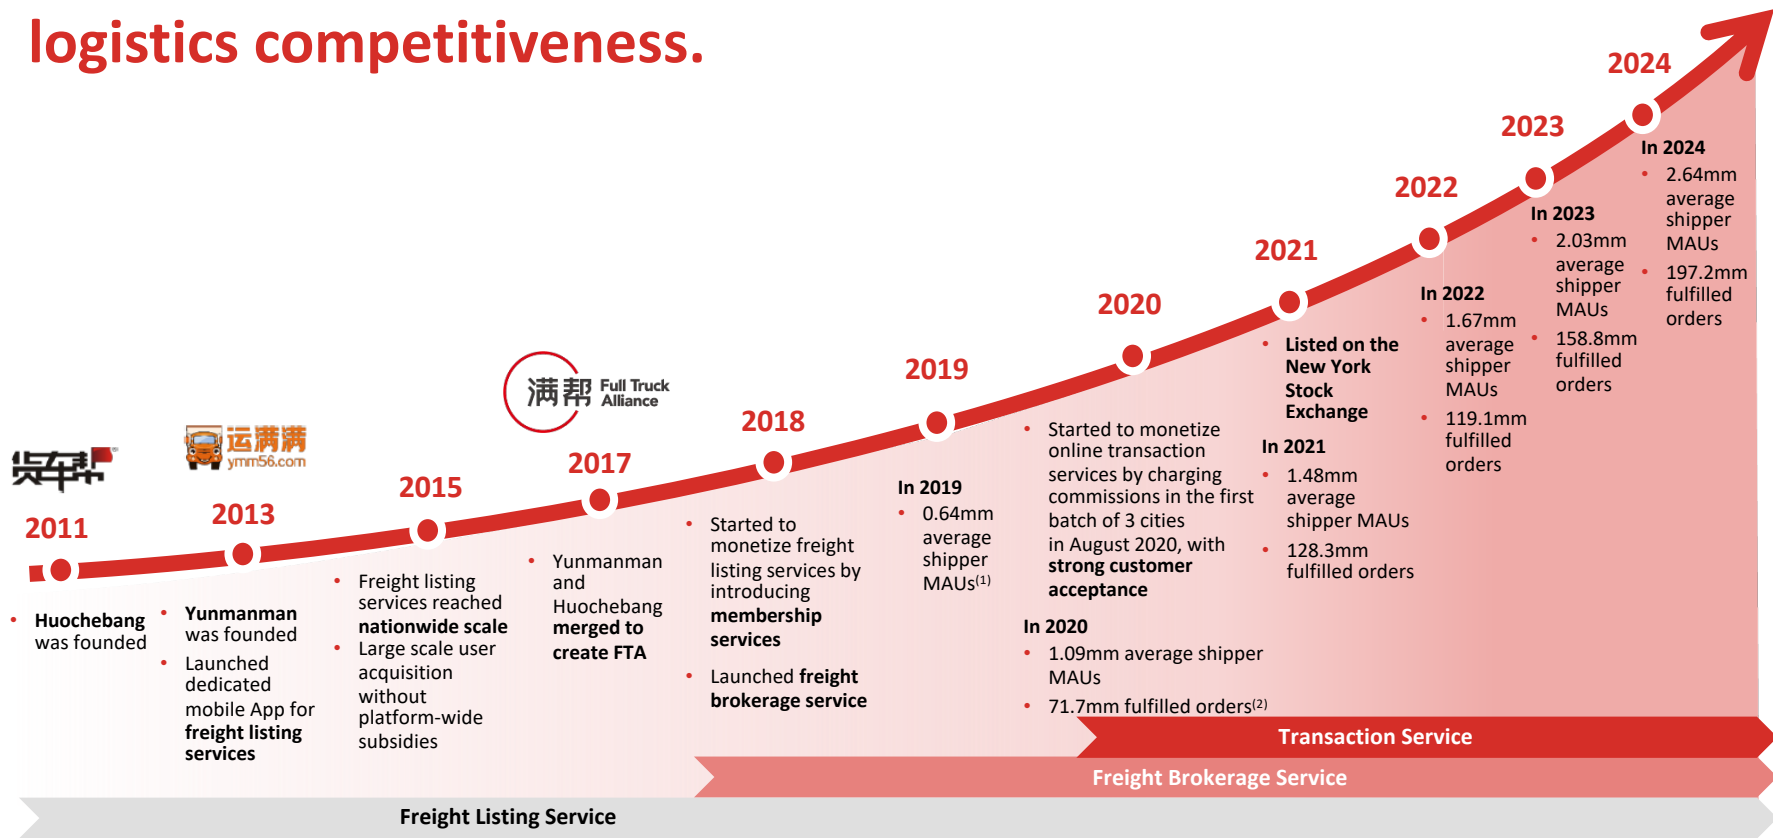 logistics competitiveness.
货车帮
2011
• Huochebang
was founded
运满满
ymm56.com
2013
• Yunmanman
was founded
• Launched
dedicated
mobile App for
freight listing
services
2015
• Freight listing
services reached
nationwide scale
• Large scale user
acquisition
without
platform-wide
subsidies
满帮 Full Truck
Alliance
2017
• Yunmanman
and
Huochebang
merged to
create FTA
2018
• Started to
monetize freight
listing services by
introducing
membership
services
• Launched freight
brokerage service
2019
In 2019
• 0.64mm
average
shipper
MAUs(1)
2020
• Started to monetize
online transaction
services by charging
commissions in the first
batch of 3 cities
in August 2020, with
strong customer
acceptance
In 2020
• 1.09mm average shipper
MAUs
• 71.7mm fulfilled orders(2)
2021
• Listed on the
New York
Stock
Exchange
In 2021
• 1.48mm
average
shipper MAUs
• 128.3mm
fulfilled orders
2022
In 2022
• 1.67mm
average
shipper
MAUs
• 119.1mm
fulfilled
orders
2023
In 2023
• 2.03mm
average
shipper
MAUs
• 158.8mm
fulfilled
orders
2024
In 2024
• 2.64mm
average
shipper
MAUs
• 197.2mm
fulfilled
orders
Transaction Service
Freight Brokerage Service
Freight Listing Service